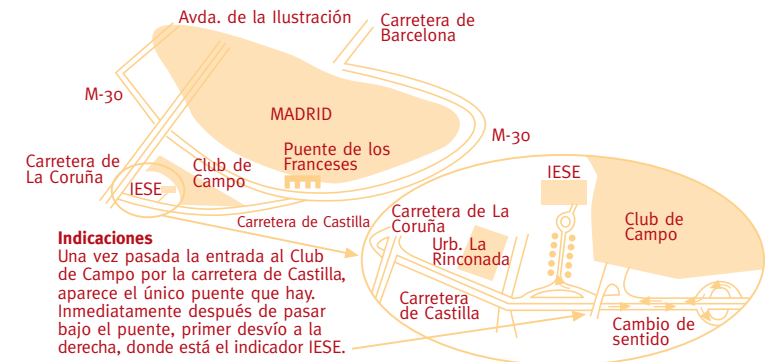 Avda. de la Ilustración
Carretera de
Barcelona
M-30
MADRID
M-30
Puente de los
Franceses
Carretera de
La Coruña
Club de
Campo
IESE
Carretera de Castilla
IESE
Carretera de La
Coruña
Urb. La
Rinconada
Club de
Campo
Carretera
de Castilla
Cambio de
sentido
Indicaciones
Una vez pasada la entrada al Club
de Campo por la carretera de Castilla,
aparece el único puente que hay.
Inmediatamente después de pasar
bajo el puente, primer desvío a la
derecha, donde está el indicador IESE.